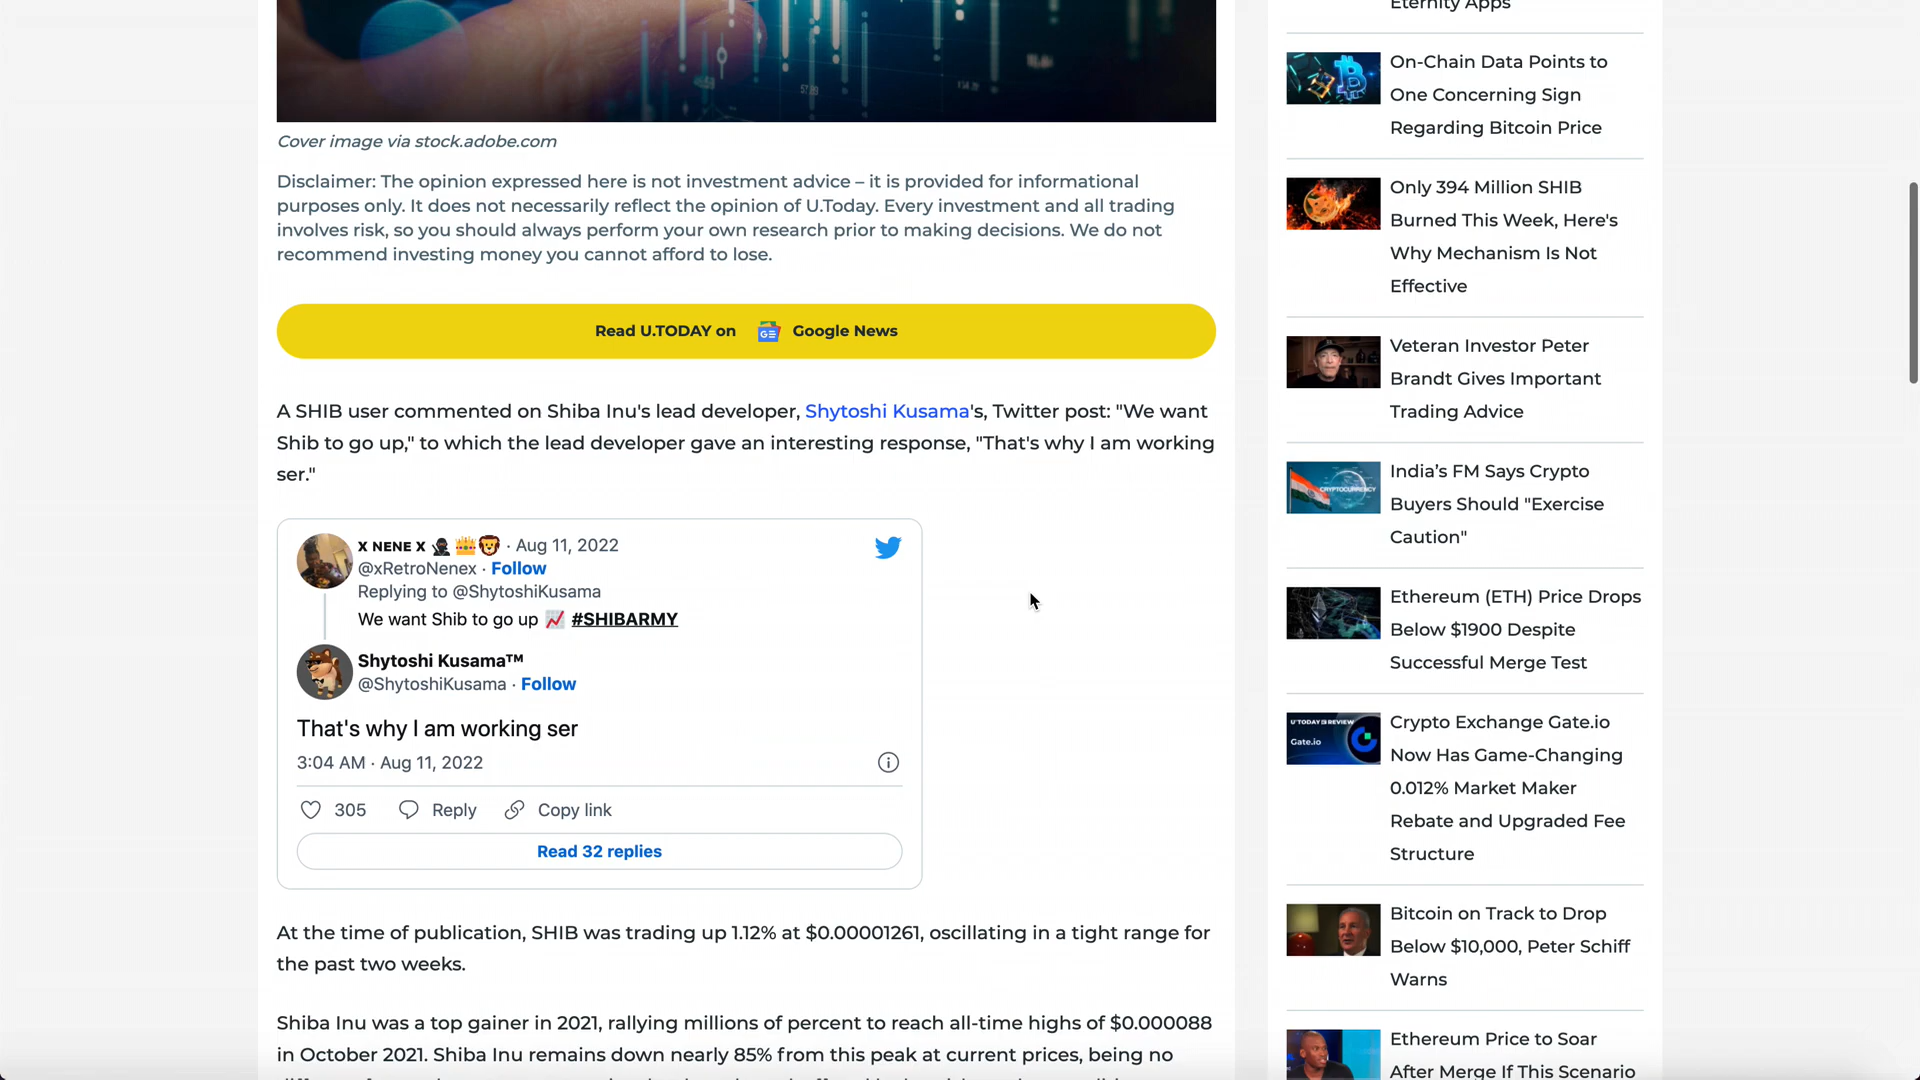 Cover image via stock.adobe.com
Disclaimer: The opinion expressed here is not investment advice – it is provided for informational
purposes only. It does not necessarily reflect the opinion of U.Today. Every investment and all trading
involves risk, so you should always perform your own research prior to making decisions. We do not
recommend investing money you cannot afford to lose.
Read U.TODAY on Google News
A SHIB user commented on Shiba Inu's lead developer, Shytoshi Kusama's, Twitter post: "We want
Shib to go up," to which the lead developer gave an interesting response, "That's why I am working
ser."
x NENE x 🥷👑🦁 · Aug 11, 2022
@xRetroNenex · Follow
Replying to @ShytoshiKusama
We want Shib to go up 📈 #SHIBARMY
Shytoshi Kusama™
@ShytoshiKusama · Follow
That's why I am working ser
3:04 AM · Aug 11, 2022
305 Reply Copy link
Read 32 replies
At the time of publication, SHIB was trading up 1.12% at $0.00001261, oscillating in a tight range for
the past two weeks.
Shiba Inu was a top gainer in 2021, rallying millions of percent to reach all-time highs of $0.000088
in October 2021. Shiba Inu remains down nearly 85% from this peak at current prices, being no
Eternity Apps
On-Chain Data Points to
One Concerning Sign
Regarding Bitcoin Price
Only 394 Million SHIB
Burned This Week, Here's
Why Mechanism Is Not
Effective
Veteran Investor Peter
Brandt Gives Important
Trading Advice
CRYPTOCURRENCY
India’s FM Says Crypto
Buyers Should "Exercise
Caution"
Ethereum (ETH) Price Drops
Below $1900 Despite
Successful Merge Test
U'TODAY REVIEW
Gate.io
Crypto Exchange Gate.io
Now Has Game-Changing
0.012% Market Maker
Rebate and Upgraded Fee
Structure
Bitcoin on Track to Drop
Below $10,000, Peter Schiff
Warns
Ethereum Price to Soar
After Merge If This Scenario